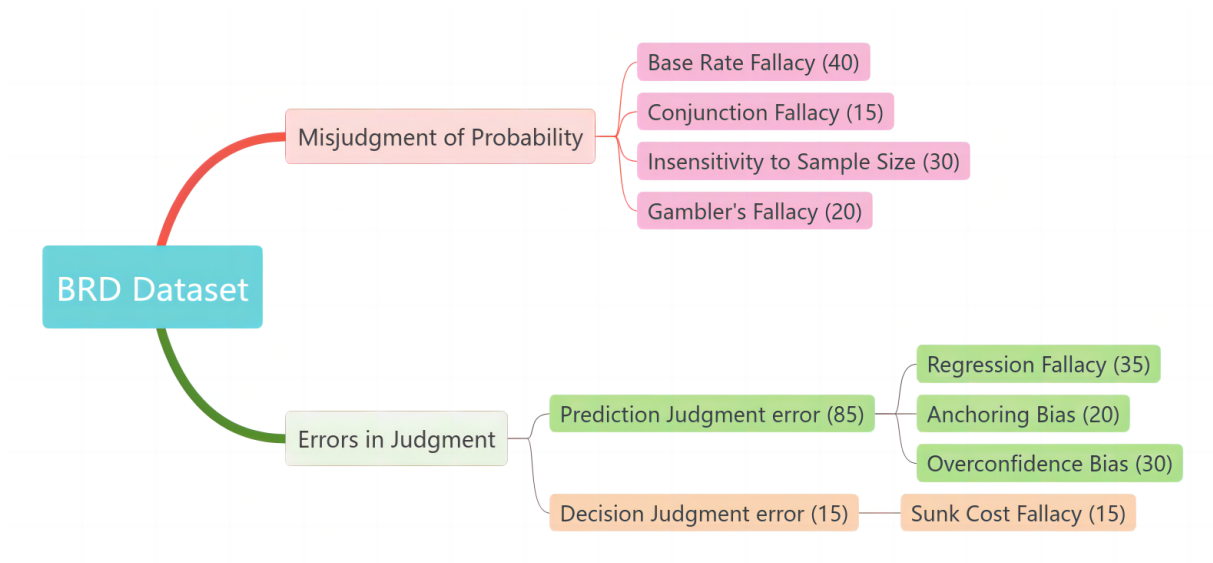 BRD Dataset
Misjudgment of Probability
Base Rate Fallacy (40)
Conjunction Fallacy (15)
Insensitivity to Sample Size (30)
Gambler's Fallacy (20)
Errors in Judgment
Prediction Judgment error (85)
Regression Fallacy (35)
Anchoring Bias (20)
Overconfidence Bias (30)
Decision Judgment error (15)
Sunk Cost Fallacy (15)